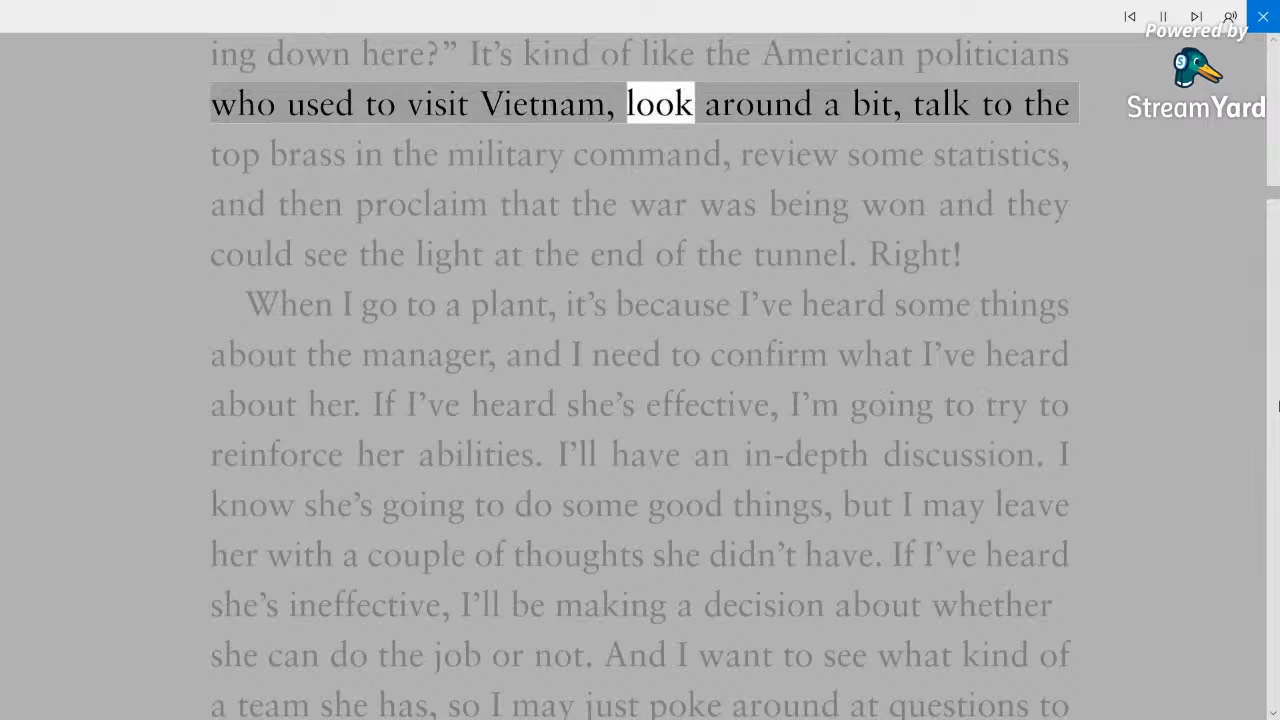 Powered by
StreamYard
ing down here?” It’s kind of like the American politicians
who used to visit Vietnam, look around a bit, talk to the
top brass in the military command, review some statistics,
and then proclaim that the war was being won and they
could see the light at the end of the tunnel. Right!
When I go to a plant, it’s because I’ve heard some things
about the manager, and I need to confirm what I’ve heard
about her. If I’ve heard she’s effective, I’m going to try to
reinforce her abilities. I’ll have an in-depth discussion. I
know she’s going to do some good things, but I may leave
her with a couple of thoughts she didn’t have. If I’ve heard
she’s ineffective, I’ll be making a decision about whether
she can do the job or not. And I want to see what kind of
a team she has, so I may just poke around at questions to